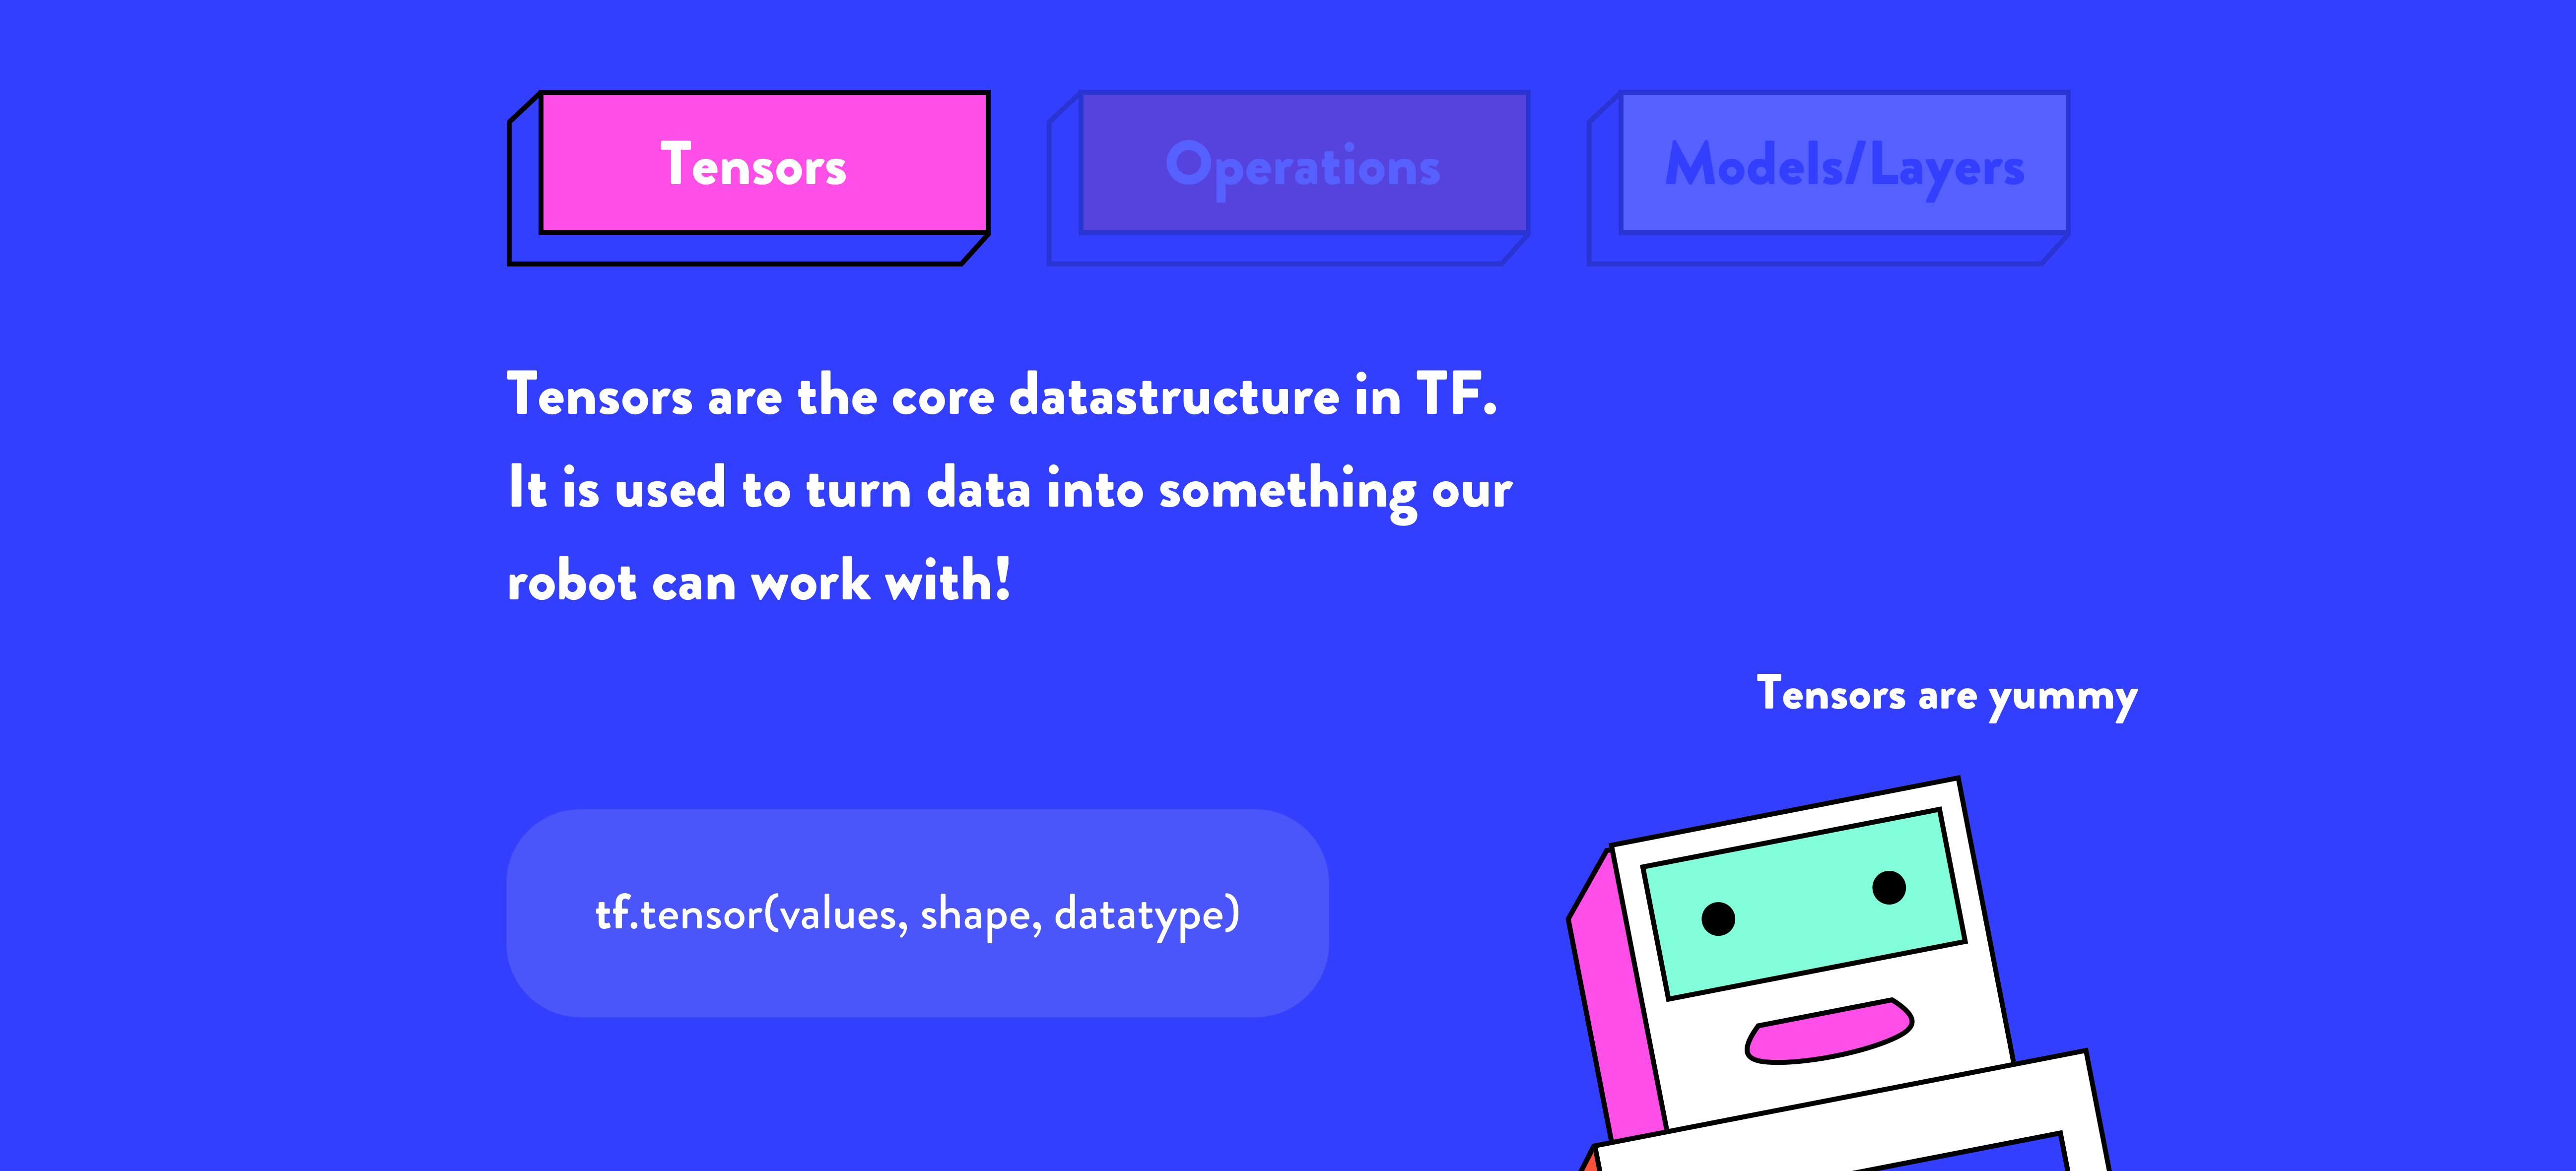 Tensors
Operations
Models/Layers
Tensors are the core datastructure in TF.
It is used to turn data into something our
robot can work with!
Tensors are yummy
tf.tensor(values, shape, datatype)